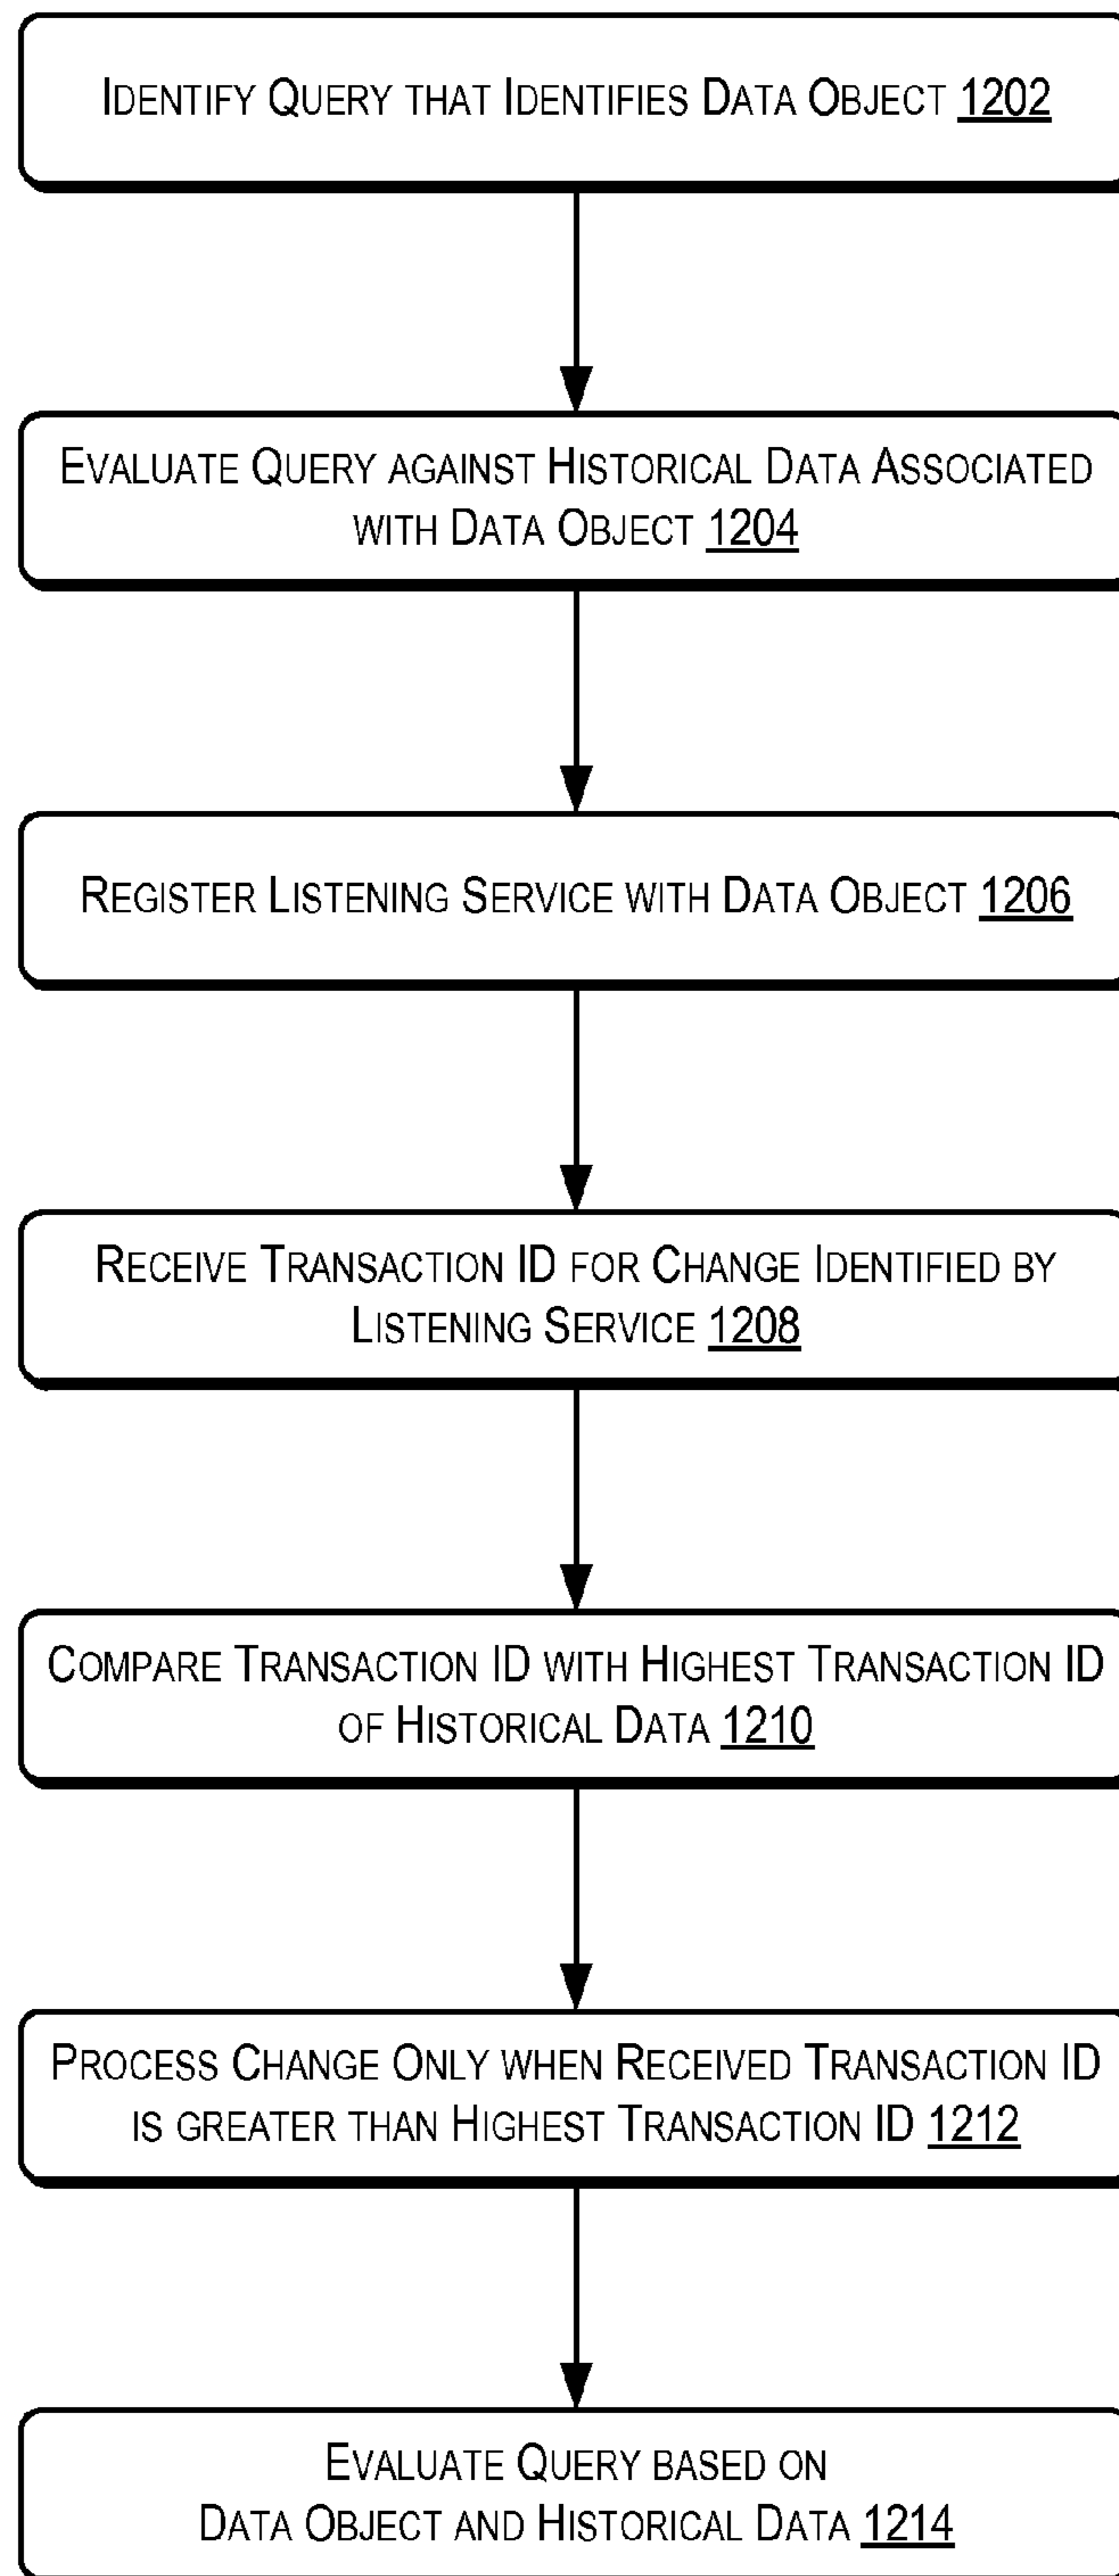 IDENTIFY QUERY THAT IDENTIFIES DATA OBJECT 1202
EVALUATE QUERY AGAINST HISTORICAL DATA ASSOCIATED
WITH DATA OBJECT 1204
REGISTER LISTENING SERVICE WITH DATA OBJECT 1206
RECEIVE TRANSACTION ID FOR CHANGE IDENTIFIED BY
LISTENING SERVICE 1208
COMPARE TRANSACTION ID WITH HIGHEST TRANSACTION ID
OF HISTORICAL DATA 1210
PROCESS CHANGE ONLY WHEN RECEIVED TRANSACTION ID
IS GREATER THAN HIGHEST TRANSACTION ID 1212
EVALUATE QUERY BASED ON
DATA OBJECT AND HISTORICAL DATA 1214